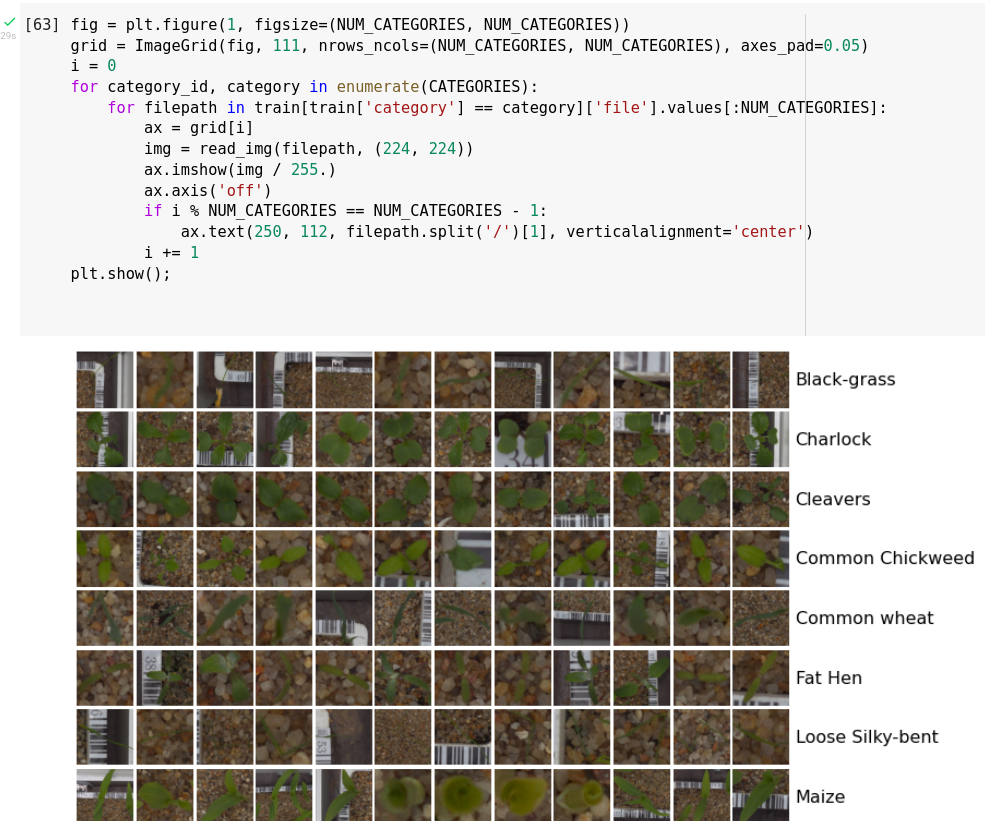 [63] fig = plt.figure(1, figsize=(NUM_CATEGORIES, NUM_CATEGORIES))
29s
grid = ImageGrid(fig, 111, nrows_ncols=(NUM_CATEGORIES, NUM_CATEGORIES), axes_pad=0.05)
i = 0
for category_id, category in enumerate(CATEGORIES):
    for filepath in train[train['category'] == category]['file'].values[:NUM_CATEGORIES]:
        ax = grid[i]
        img = read_img(filepath, (224, 224))
        ax.imshow(img / 255.)
        ax.axis('off')
        if i % NUM_CATEGORIES == NUM_CATEGORIES - 1:
            ax.text(250, 112, filepath.split('/')[1], verticalalignment='center')
        i += 1
plt.show();
Black-grass
Charlock
Cleavers
Common Chickweed
Common wheat
Fat Hen
Loose Silky-bent
Maize